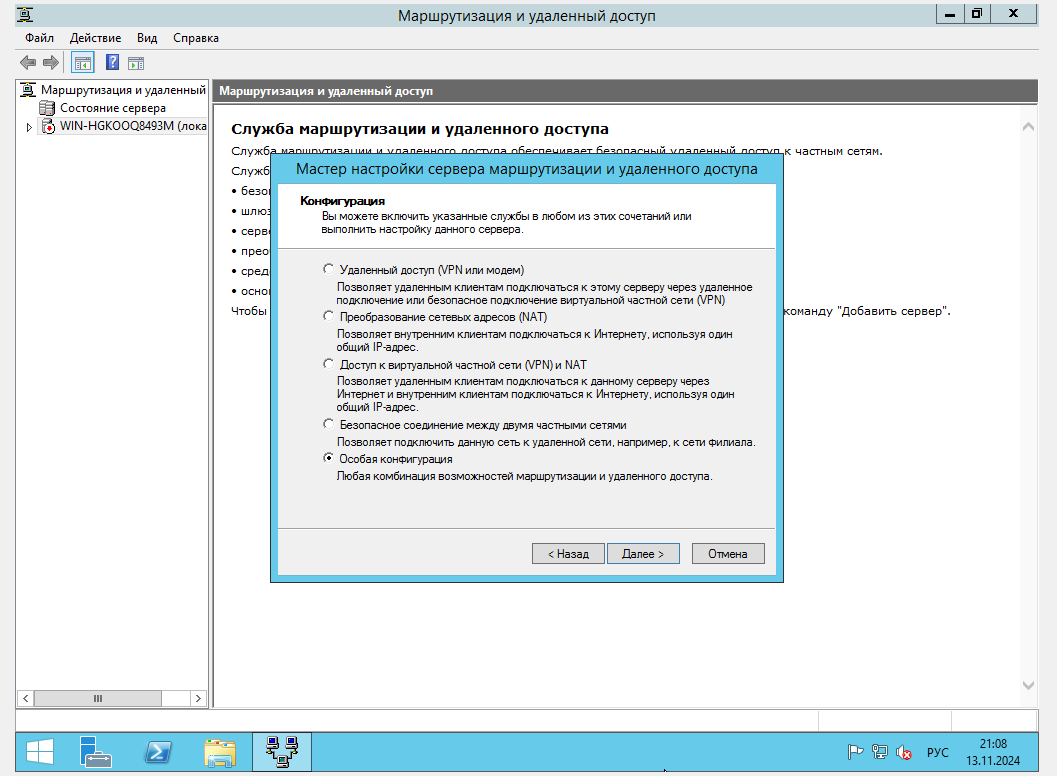 Маршрутизация и удаленный доступ
Файл Действие Вид Справка
Маршрутизация и удаленный
Состояние сервера
WIN-HGKOOQ8493M (лока
Маршрутизация и удаленный доступ
Служба маршрутизации и удаленного доступа
Служба маршрутизации и удаленного доступа обеспечивает безопасный удаленный доступ к частным сетям.
Служб
• безо
• шлюз
• серве
• прео
• сред
• осно
Чтобы
команду "Добавить сервер".
Мастер настройки сервера маршрутизации и удаленного доступа
Конфигурация
Вы можете включить указанные службы в любом из этих сочетаний или
выполнить настройку данного сервера.
Удаленный доступ (VPN или модем)
Позволяет удаленным клиентам подключаться к этому серверу через удаленное
подключение или безопасное подключение виртуальной частной сети (VPN)
Преобразование сетевых адресов (NAT)
Позволяет внутренним клиентам подключаться к Интернету, используя один
общий IP-адрес.
Доступ к виртуальной частной сети (VPN) и NAT
Позволяет удаленным клиентам подключаться к данному серверу через
Интернет и внутренним клиентам подключаться к Интернету, используя один
общий IP-адрес.
Безопасное соединение между двумя частными сетями
Позволяет подключить данную сеть к удаленной сети, например, к сети филиала.
Особая конфигурация
Любая комбинация возможностей маршрутизации и удаленного доступа.
< Назад Далее > Отмена
РУС
21:08
13.11.2024